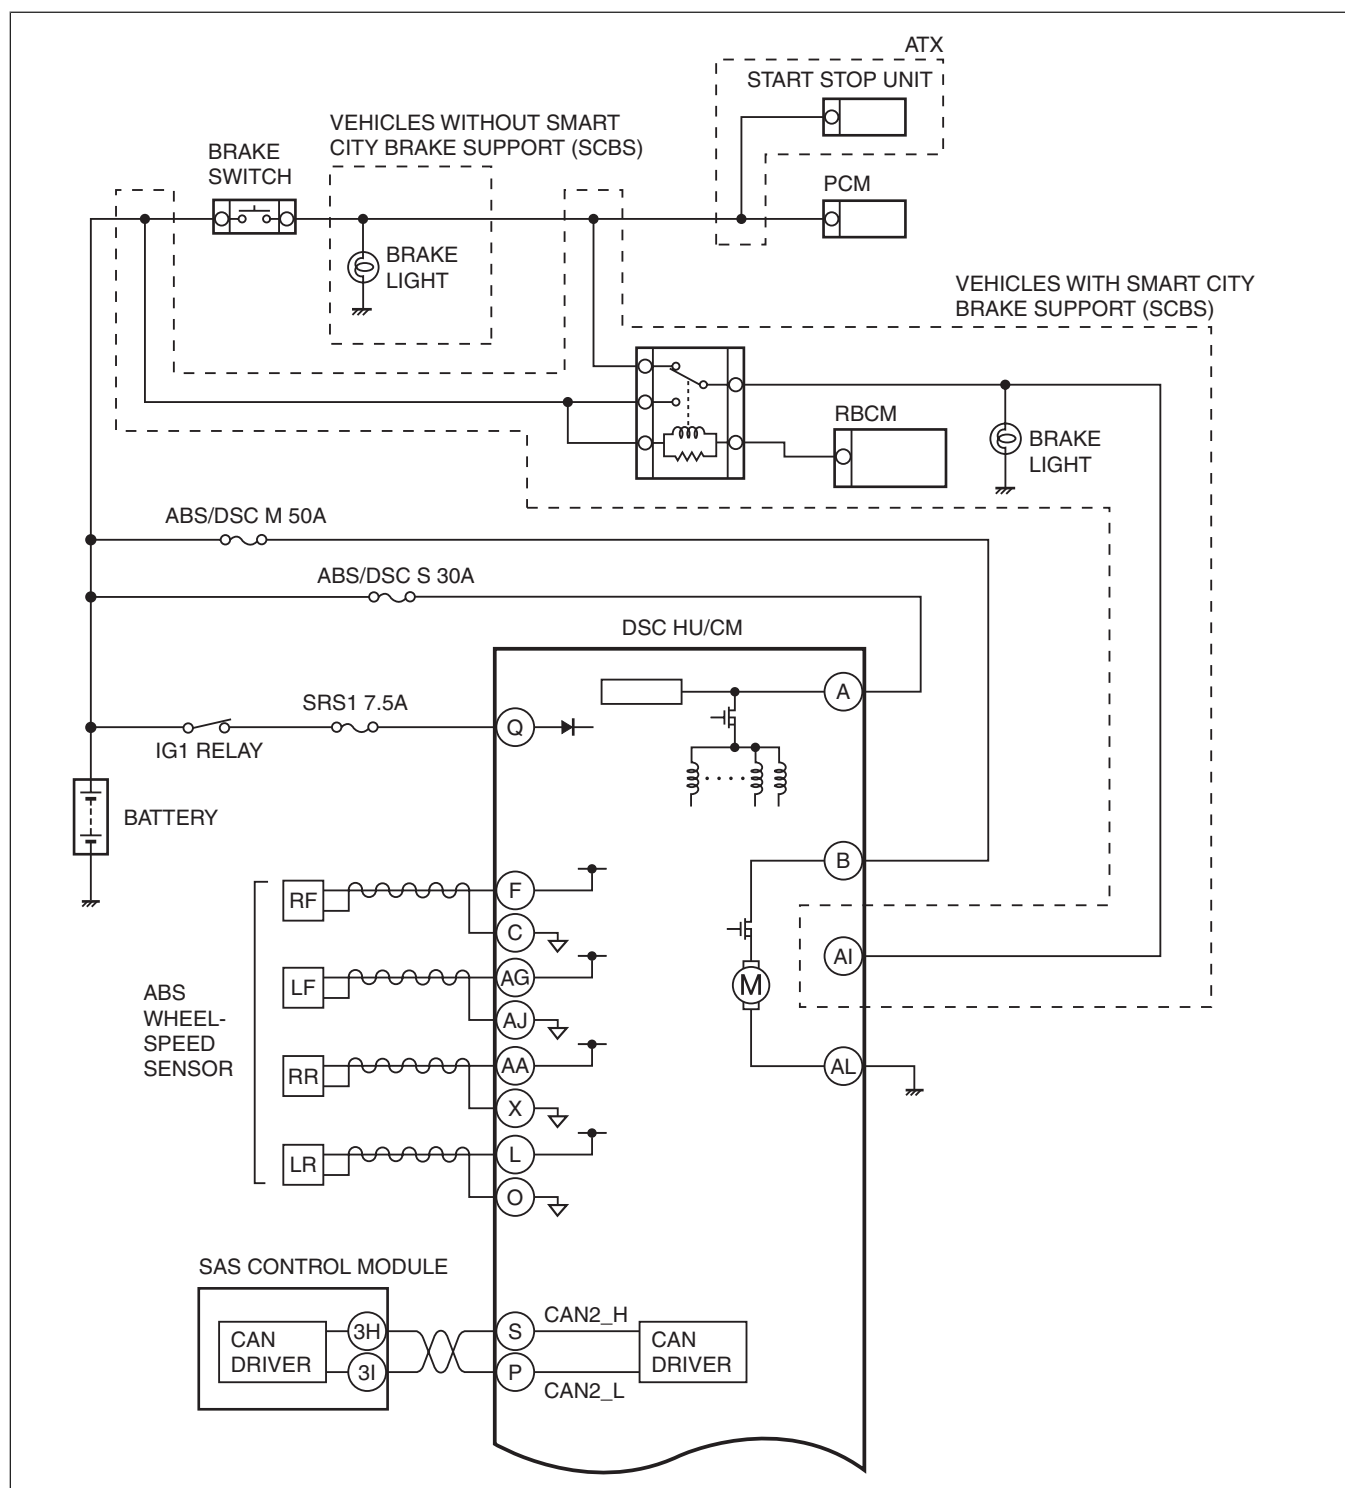 ATX
START STOP UNIT
VEHICLES WITHOUT SMART
CITY BRAKE SUPPORT (SCBS)
BRAKE
SWITCH
PCM
BRAKE
LIGHT
VEHICLES WITH SMART CITY
BRAKE SUPPORT (SCBS)
RBCM
BRAKE
LIGHT
ABS/DSC M 50A
ABS/DSC S 30A
DSC HU/CM
A
SRS1 7.5A
Q
IG1 RELAY
BATTERY
B
RF
F
C
AI
LF
AG
M
AJ
ABS
WHEEL-
SPEED
SENSOR
RR
AA
AL
X
LR
L
O
SAS CONTROL MODULE
CAN
DRIVER
3H
3I
S
P
CAN2_H
CAN2_L
CAN
DRIVER